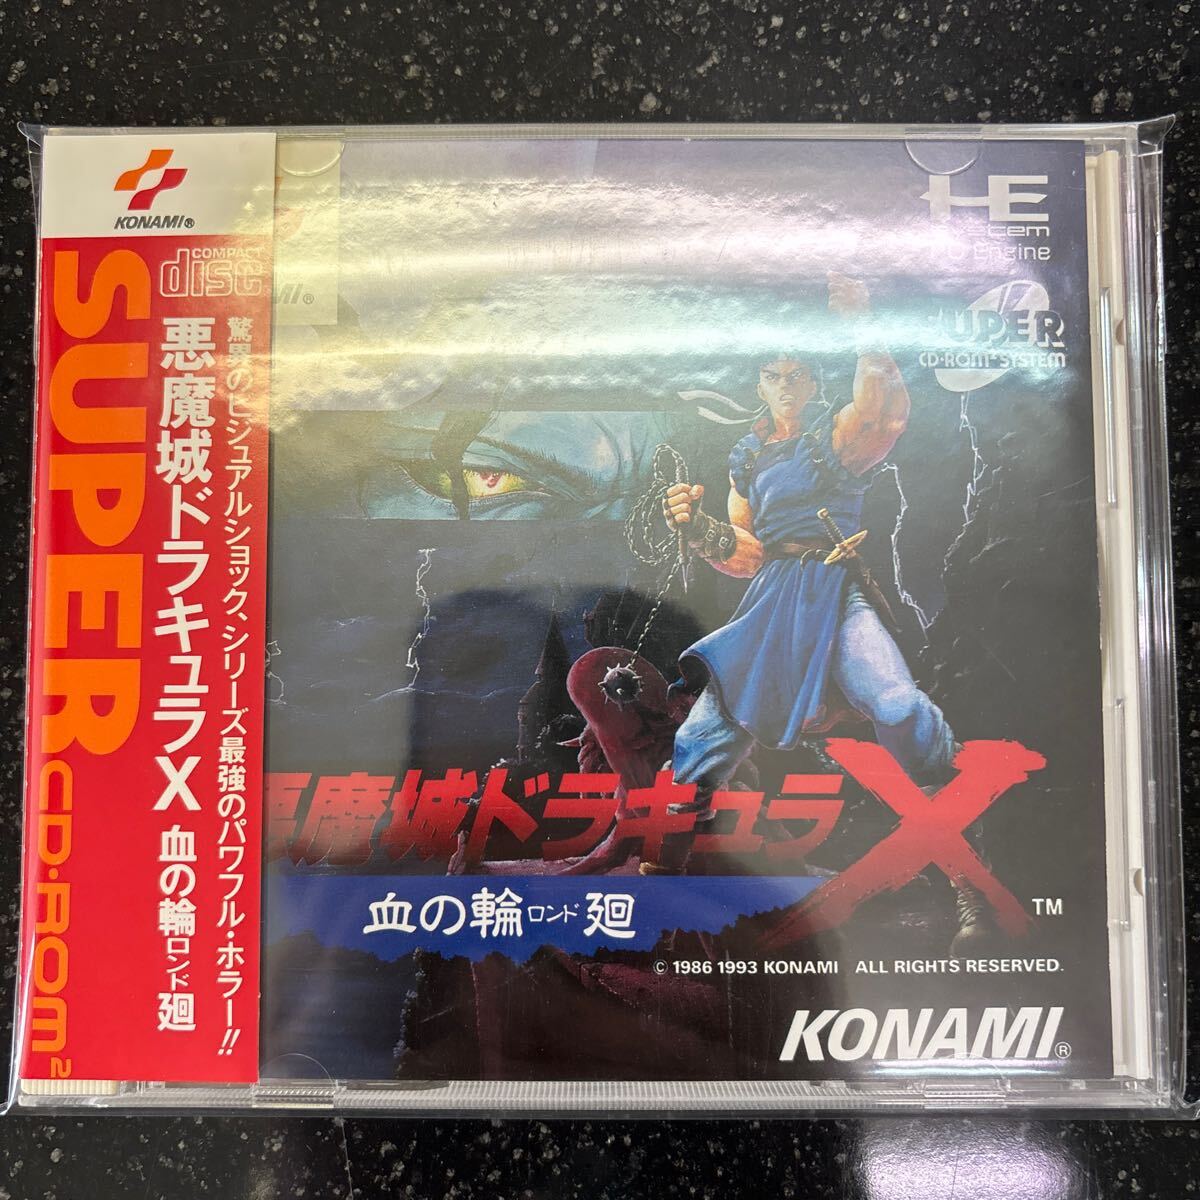 KONAMI®
COMPACT
disc
SUPER CD-ROM2
驚異のビジュアルショック、シリーズ最強のパワフル・ホラー!!
悪魔城ドラキュラX 血の輪ロンド廻
MI®
HE
System
Engine
SUPER
CD-ROM2 SYSTEM
悪魔城ドラキュラX
TM
血の輪ロンド廻
© 1986 1993 KONAMI ALL RIGHTS RESERVED.
KONAMI®